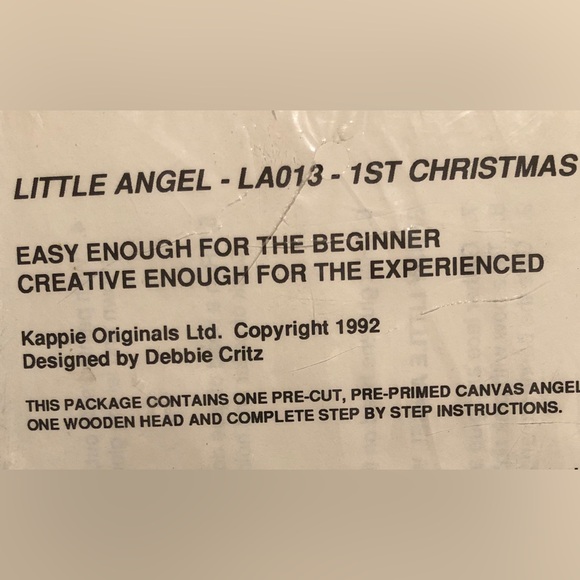 LITTLE ANGEL - LA013 - 1ST CHRISTMAS
EASY ENOUGH FOR THE BEGINNER
CREATIVE ENOUGH FOR THE EXPERIENCED
Kappie Originals Ltd. Copyright 1992
Designed by Debbie Critz
THIS PACKAGE CONTAINS ONE PRE-CUT, PRE-PRIMED CANVAS ANGEL
ONE WOODEN HEAD AND COMPLETE STEP BY STEP INSTRUCTIONS.